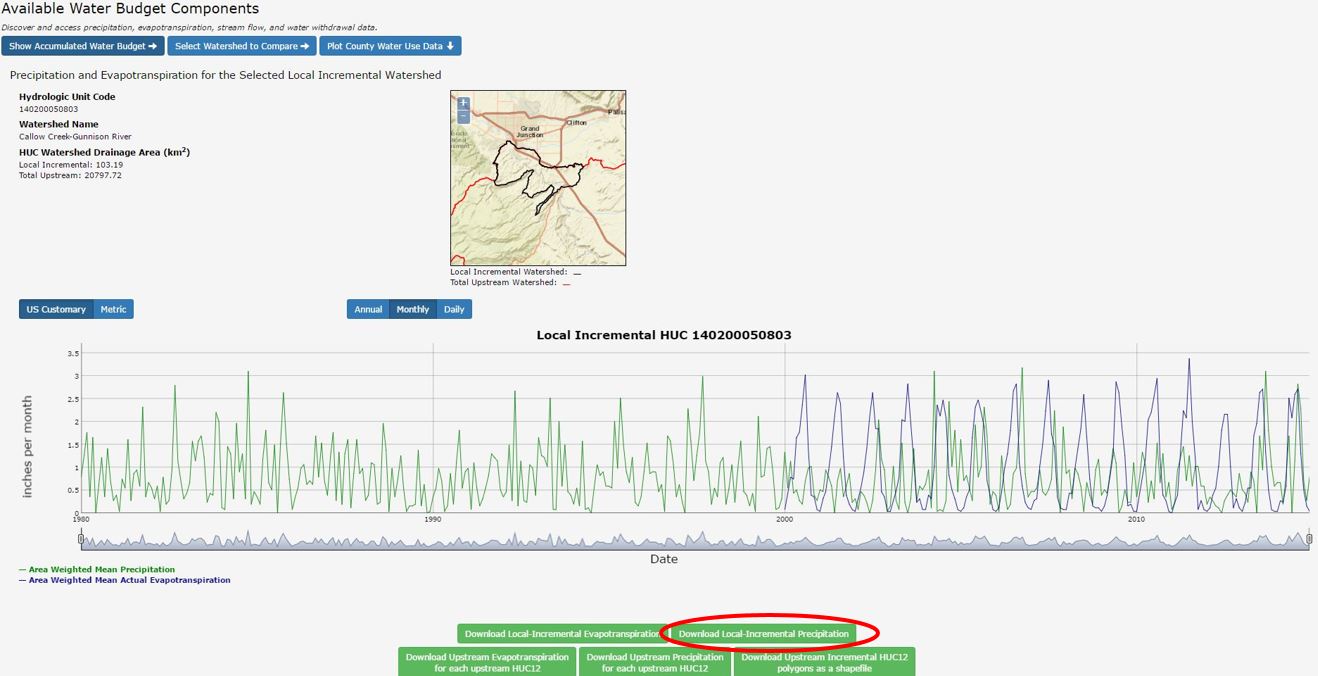 Available Water Budget Components
Discover and access precipitation, evapotranspiration, stream flow, and water withdrawal data.
Show Accumulated Water Budget → Select Watershed to Compare → Plot County Water Use Data ↓
Precipitation and Evapotranspiration for the Selected Local Incremental Watershed
Hydrologic Unit Code
140200050803
Watershed Name
Callow Creek-Gunnison River
HUC Watershed Drainage Area (km²)
Local Incremental: 103.19
Total Upstream: 20797.72
+
−
Palisa
Clifton
Grand
Junction
Local Incremental Watershed: —
Total Upstream Watershed: —
US Customary Metric
Annual Monthly Daily
Local Incremental HUC 140200050803
inches per month
3.5
3
2.5
2
1.5
1
0.5
0
1980 1990 2000 2010
Date
— Area Weighted Mean Precipitation
— Area Weighted Mean Actual Evapotranspiration
Download Local-Incremental Evapotranspiration Download Local-Incremental Precipitation
Download Upstream Evapotranspiration Download Upstream Precipitation Download Upstream Incremental HUC12
for each upstream HUC12 for each upstream HUC12 polygons as a shapefile